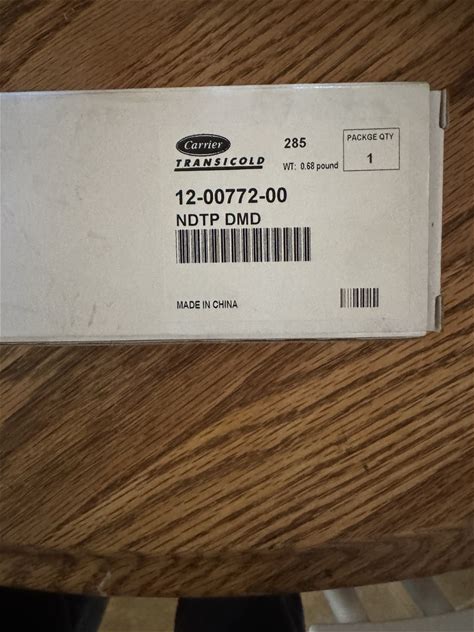 Carrier
TRANSICOLD
285
WT: 0.68 pound
PACKGE QTY
1
12-00772-00
NDTP DMD
MADE IN CHINA